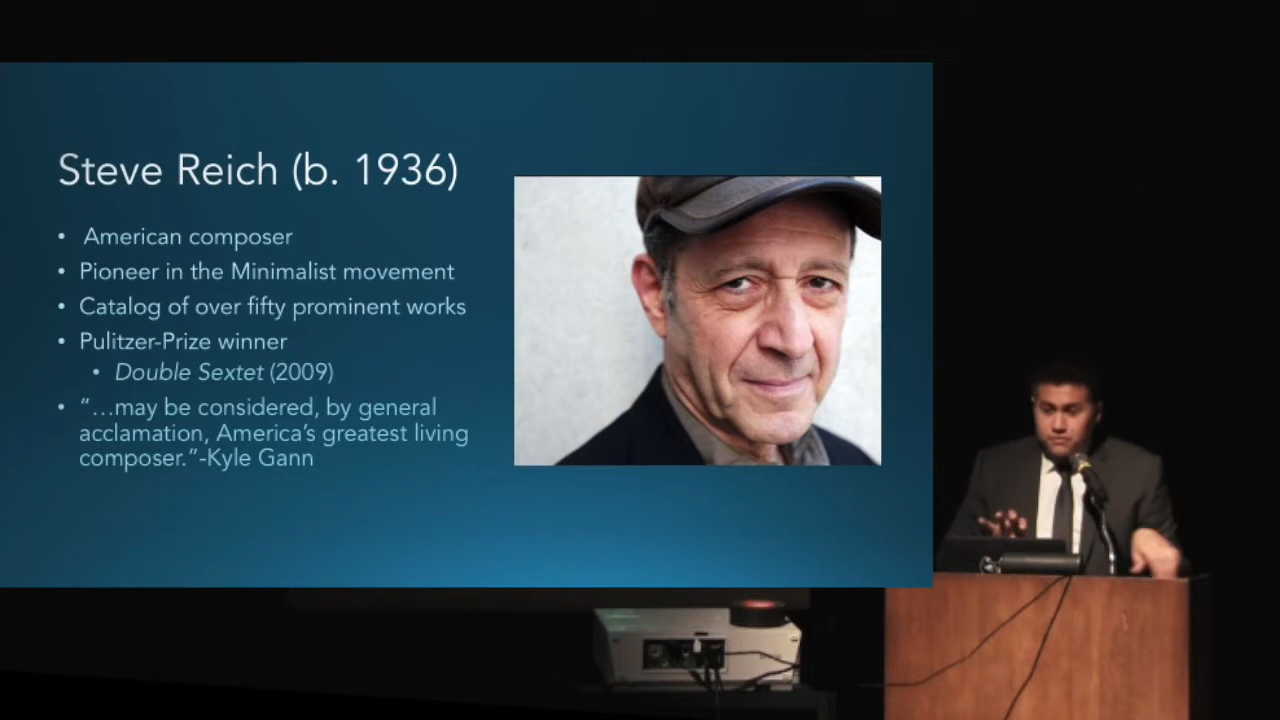 Steve Reich (b. 1936)
• American composer
• Pioneer in the Minimalist movement
• Catalog of over fifty prominent works
• Pulitzer-Prize winner
• Double Sextet (2009)
• "…may be considered, by general
acclamation, America's greatest living
composer."-Kyle Gann